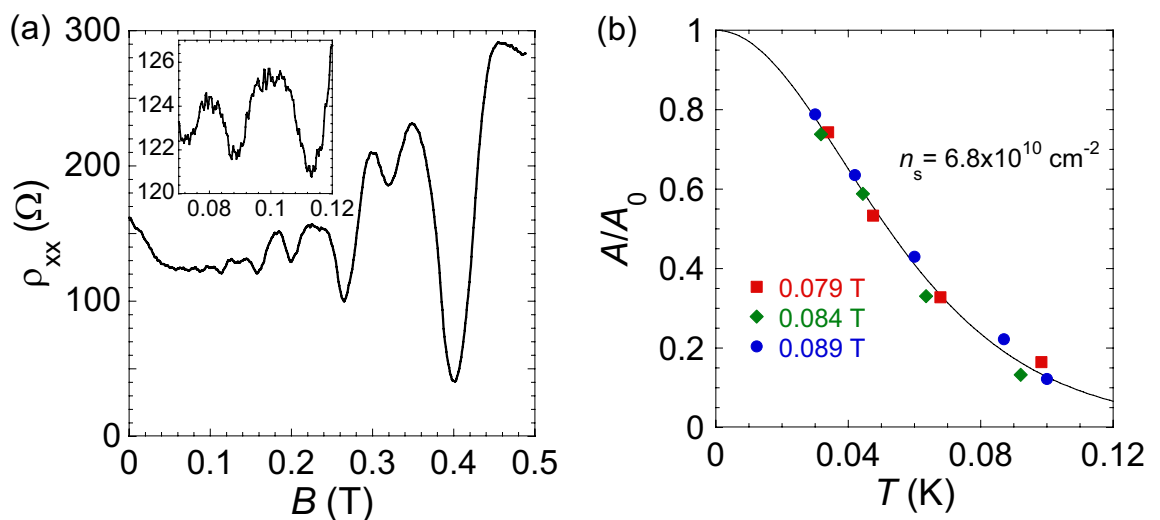 (a)
300
200
100
0
ρxx (Ω)
0 0.1 0.2 0.3 0.4 0.5
B (T)
126
124
122
120
0.08 0.1 0.12
(b)
1
0.8
0.6
0.4
0.2
0
A/A0
ns = 6.8x10^10 cm^-2
0.079 T
0.084 T
0.089 T
0 0.04 0.08 0.12
T (K)